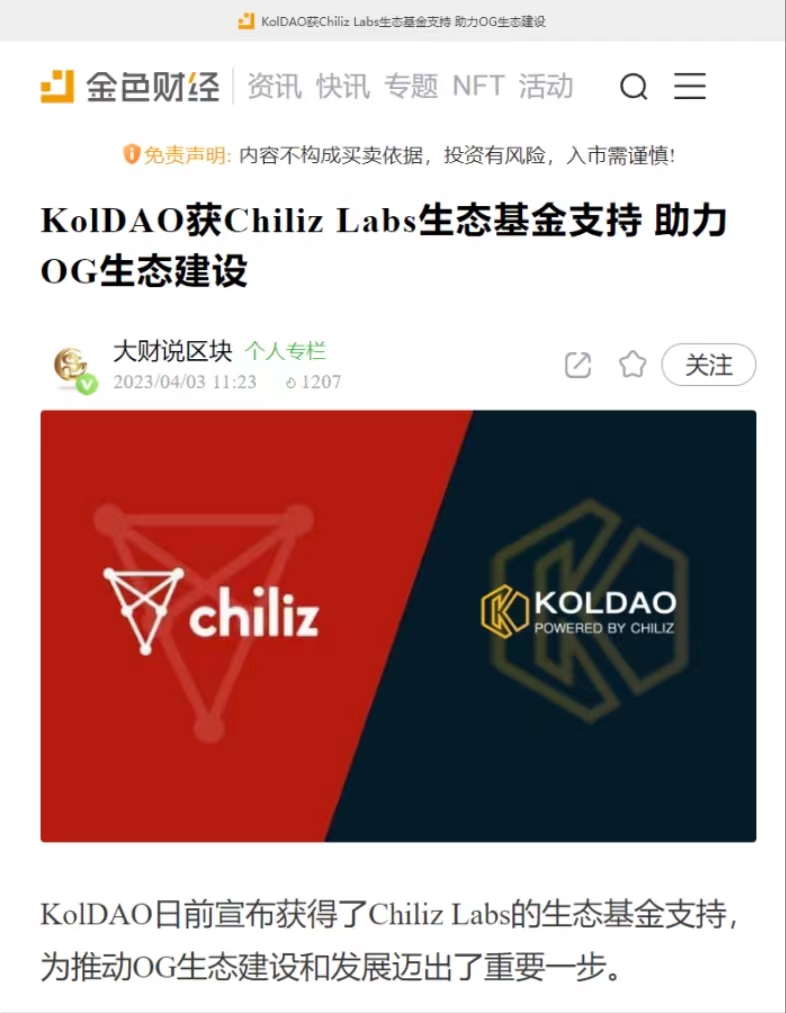 KolDAO获Chiliz Labs生态基金支持 助力OG生态建设
金色财经 资讯 快讯 专题 NFT 活动
免责声明: 内容不构成买卖依据，投资有风险，入市需谨慎!
KolDAO获Chiliz Labs生态基金支持 助力
OG生态建设
大财说区块 个人专栏
2023/04/03 11:23 1207
关注
chiliz
KOLDAO
POWERED BY CHILIZ
KolDAO日前宣布获得了Chiliz Labs的生态基金支持，
为推动OG生态建设和发展迈出了重要一步。